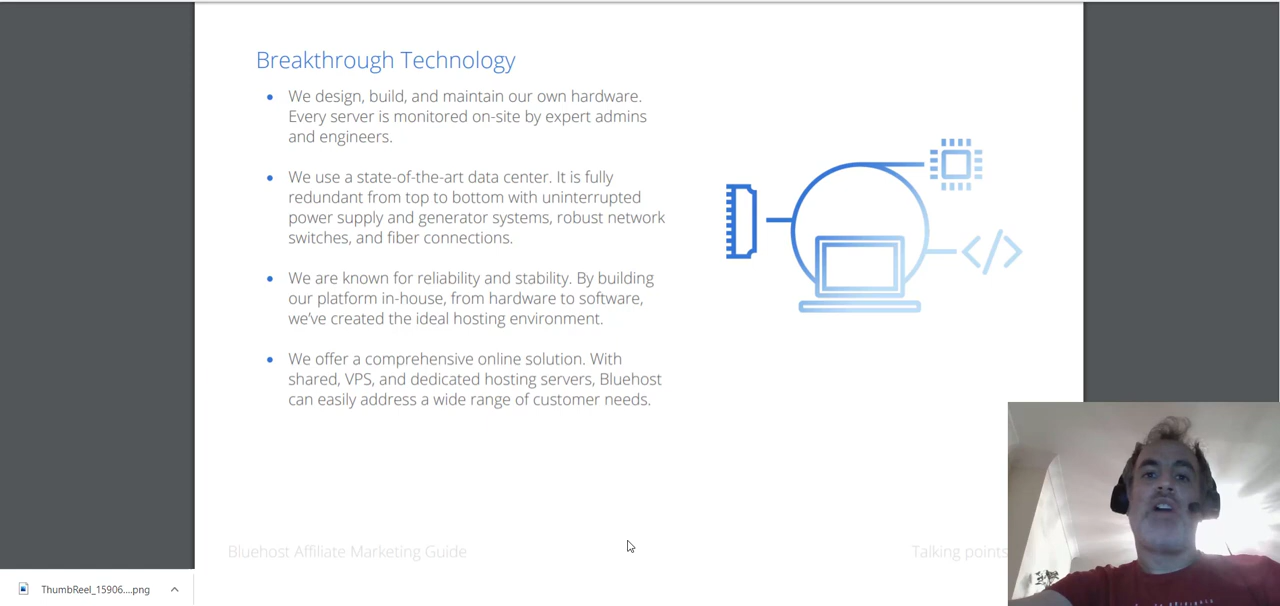 Breakthrough Technology
• We design, build, and maintain our own hardware.
Every server is monitored on-site by expert admins
and engineers.
• We use a state-of-the-art data center. It is fully
redundant from top to bottom with uninterrupted
power supply and generator systems, robust network
switches, and fiber connections.
• We are known for reliability and stability. By building
our platform in-house, from hardware to software,
we’ve created the ideal hosting environment.
• We offer a comprehensive online solution. With
shared, VPS, and dedicated hosting servers, Bluehost
can easily address a wide range of customer needs.
</>
Bluehost Affiliate Marketing Guide
Talking points
ThumbReel_15906....png